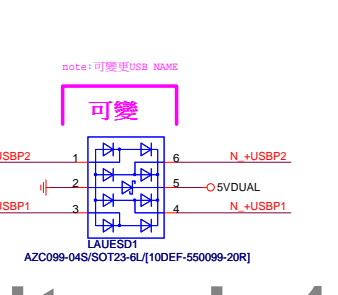 note:可變更USB NAME
可變
USBP2 1 6 N_+USBP2
2 5 5VDUAL
USBP1 3 4 N_+USBP1
LAUESD1
AZC099-04S/SOT23-6L/[10DEF-550099-20R]